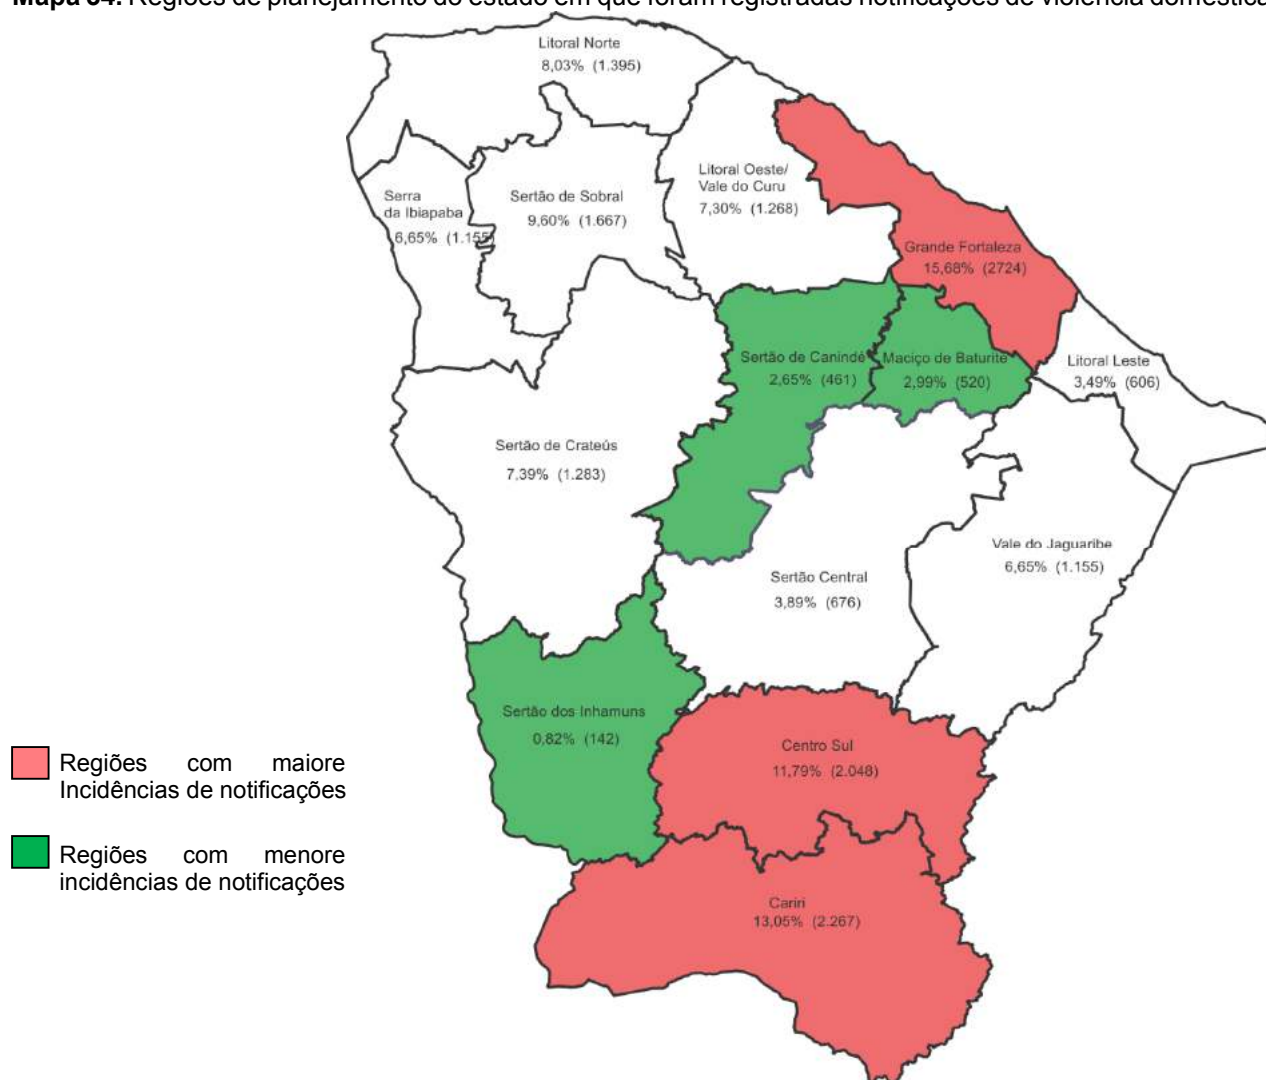 Mapa 34. Regiões de planejamento do estado em que foram registradas notificações de violência doméstica
Litoral Norte
8,03% (1.395)
Litoral Oeste/
Vale do Curu
7,30% (1.268)
Serra
da Ibiapaba
6,65% (1.155)
Sertão de Sobral
9,60% (1.667)
Grande Fortaleza
15,68% (2724)
Sertão de Canindé
2,65% (461)
Maciço de Baturite
2,99% (520)
Litoral Leste
3,49% (606)
Sertão de Crateús
7,39% (1.283)
Vale do Jaguaribe
6,65% (1.155)
Sertão Central
3,89% (676)
Sertão dos Inhamuns
0,82% (142)
Centro Sul
11,79% (2.048)
Cariri
13,05% (2.267)
Regiões com maiore
Incidências de notificações
Regiões com menore
incidências de notificações